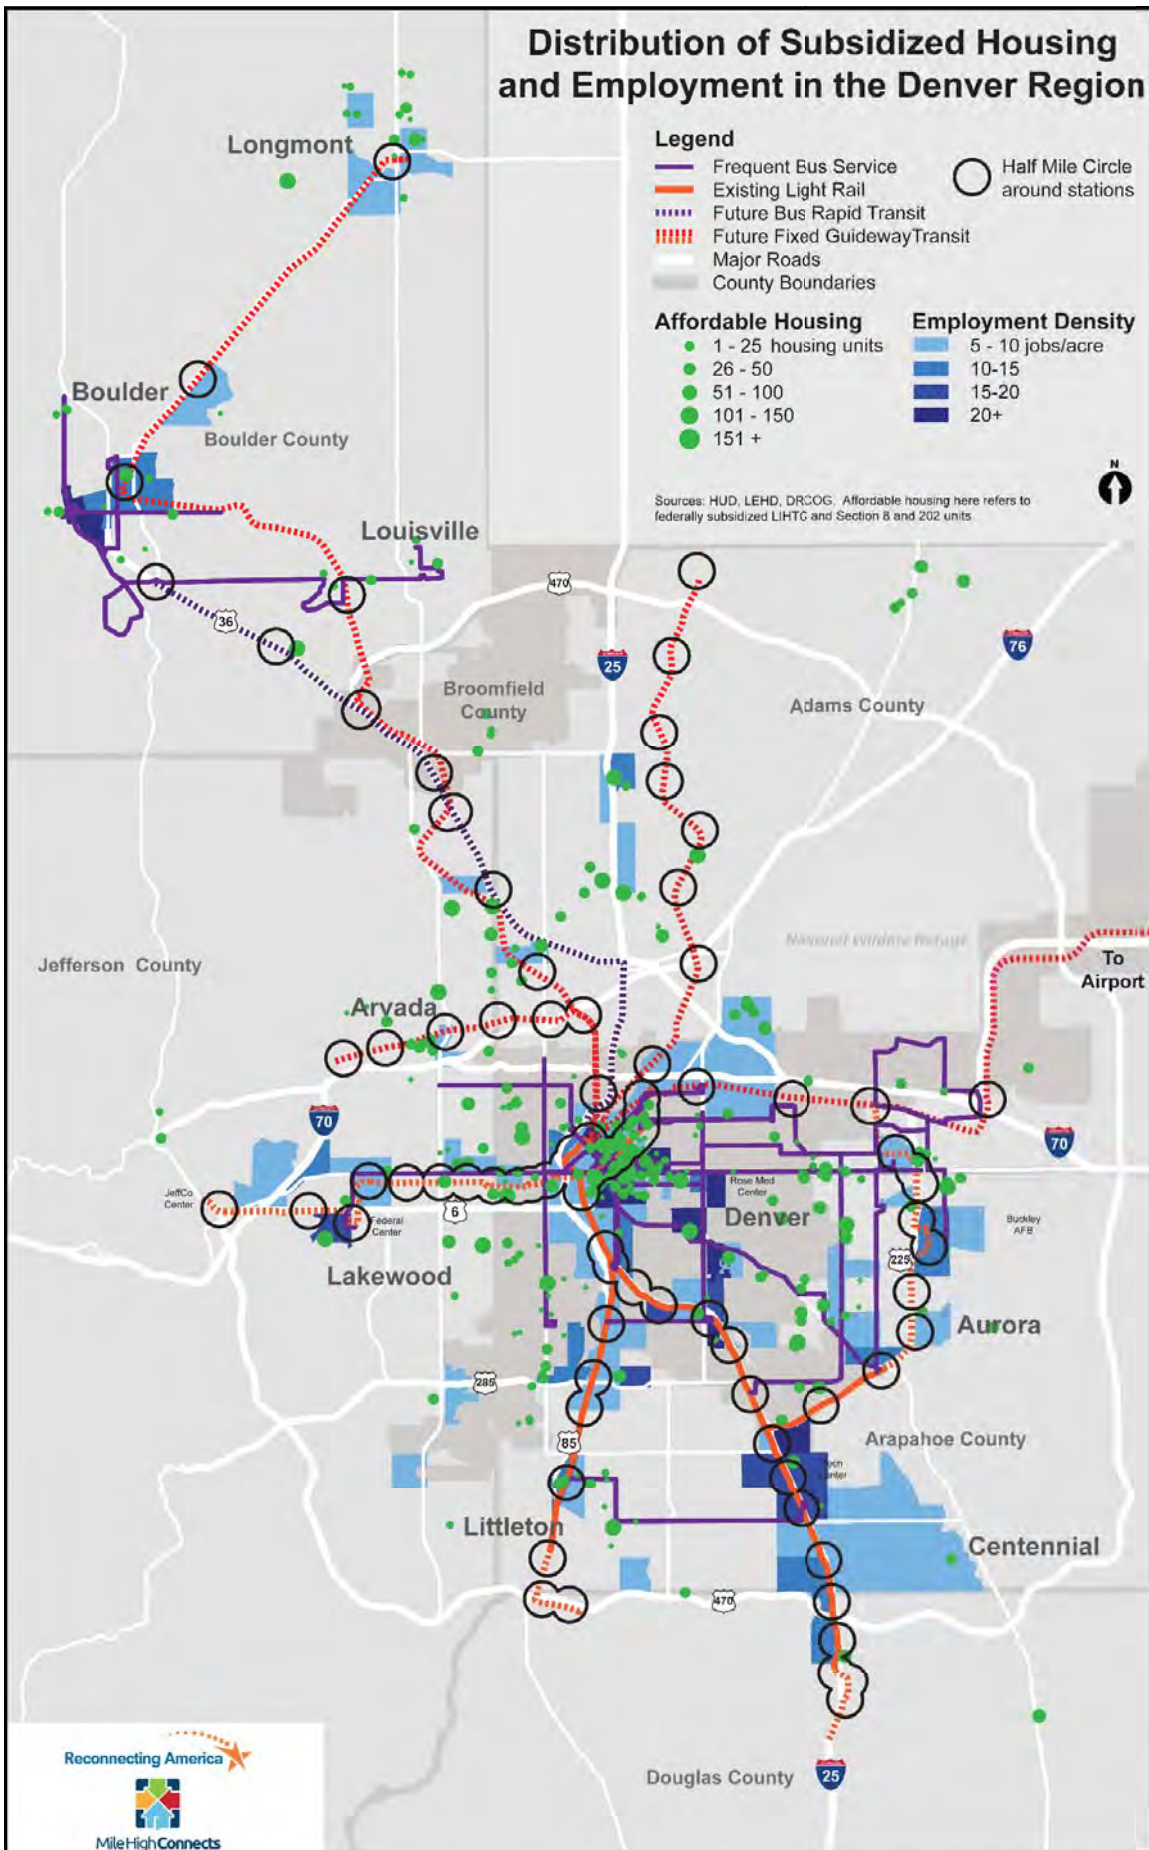 Distribution of Subsidized Housing
and Employment in the Denver Region
Legend
Frequent Bus Service
Existing Light Rail
Future Bus Rapid Transit
Future Fixed GuidewayTransit
Major Roads
County Boundaries
Half Mile Circle
around stations
Affordable Housing
1 - 25 housing units
26 - 50
51 - 100
101 - 150
151 +
Employment Density
5 - 10 jobs/acre
10-15
15-20
20+
Sources: HUD, LEHD, DRCOG. Affordable housing here refers to
federally subsidized LIHTC and Section 8 and 202 units
N
Longmont
Boulder
Boulder County
Louisville
470
36
25
76
Broomfield
County
Adams County
National Wildlife Refuge
Jefferson County
To
Airport
Arvada
70
70
JeffCo
Center
6
Federal
Center
Rose Med
Center
Denver
Buckley
AFB
225
Lakewood
Aurora
285
85
Arapahoe County
Tech
Center
Littleton
Centennial
470
Douglas County
25
Reconnecting America
MileHighConnects